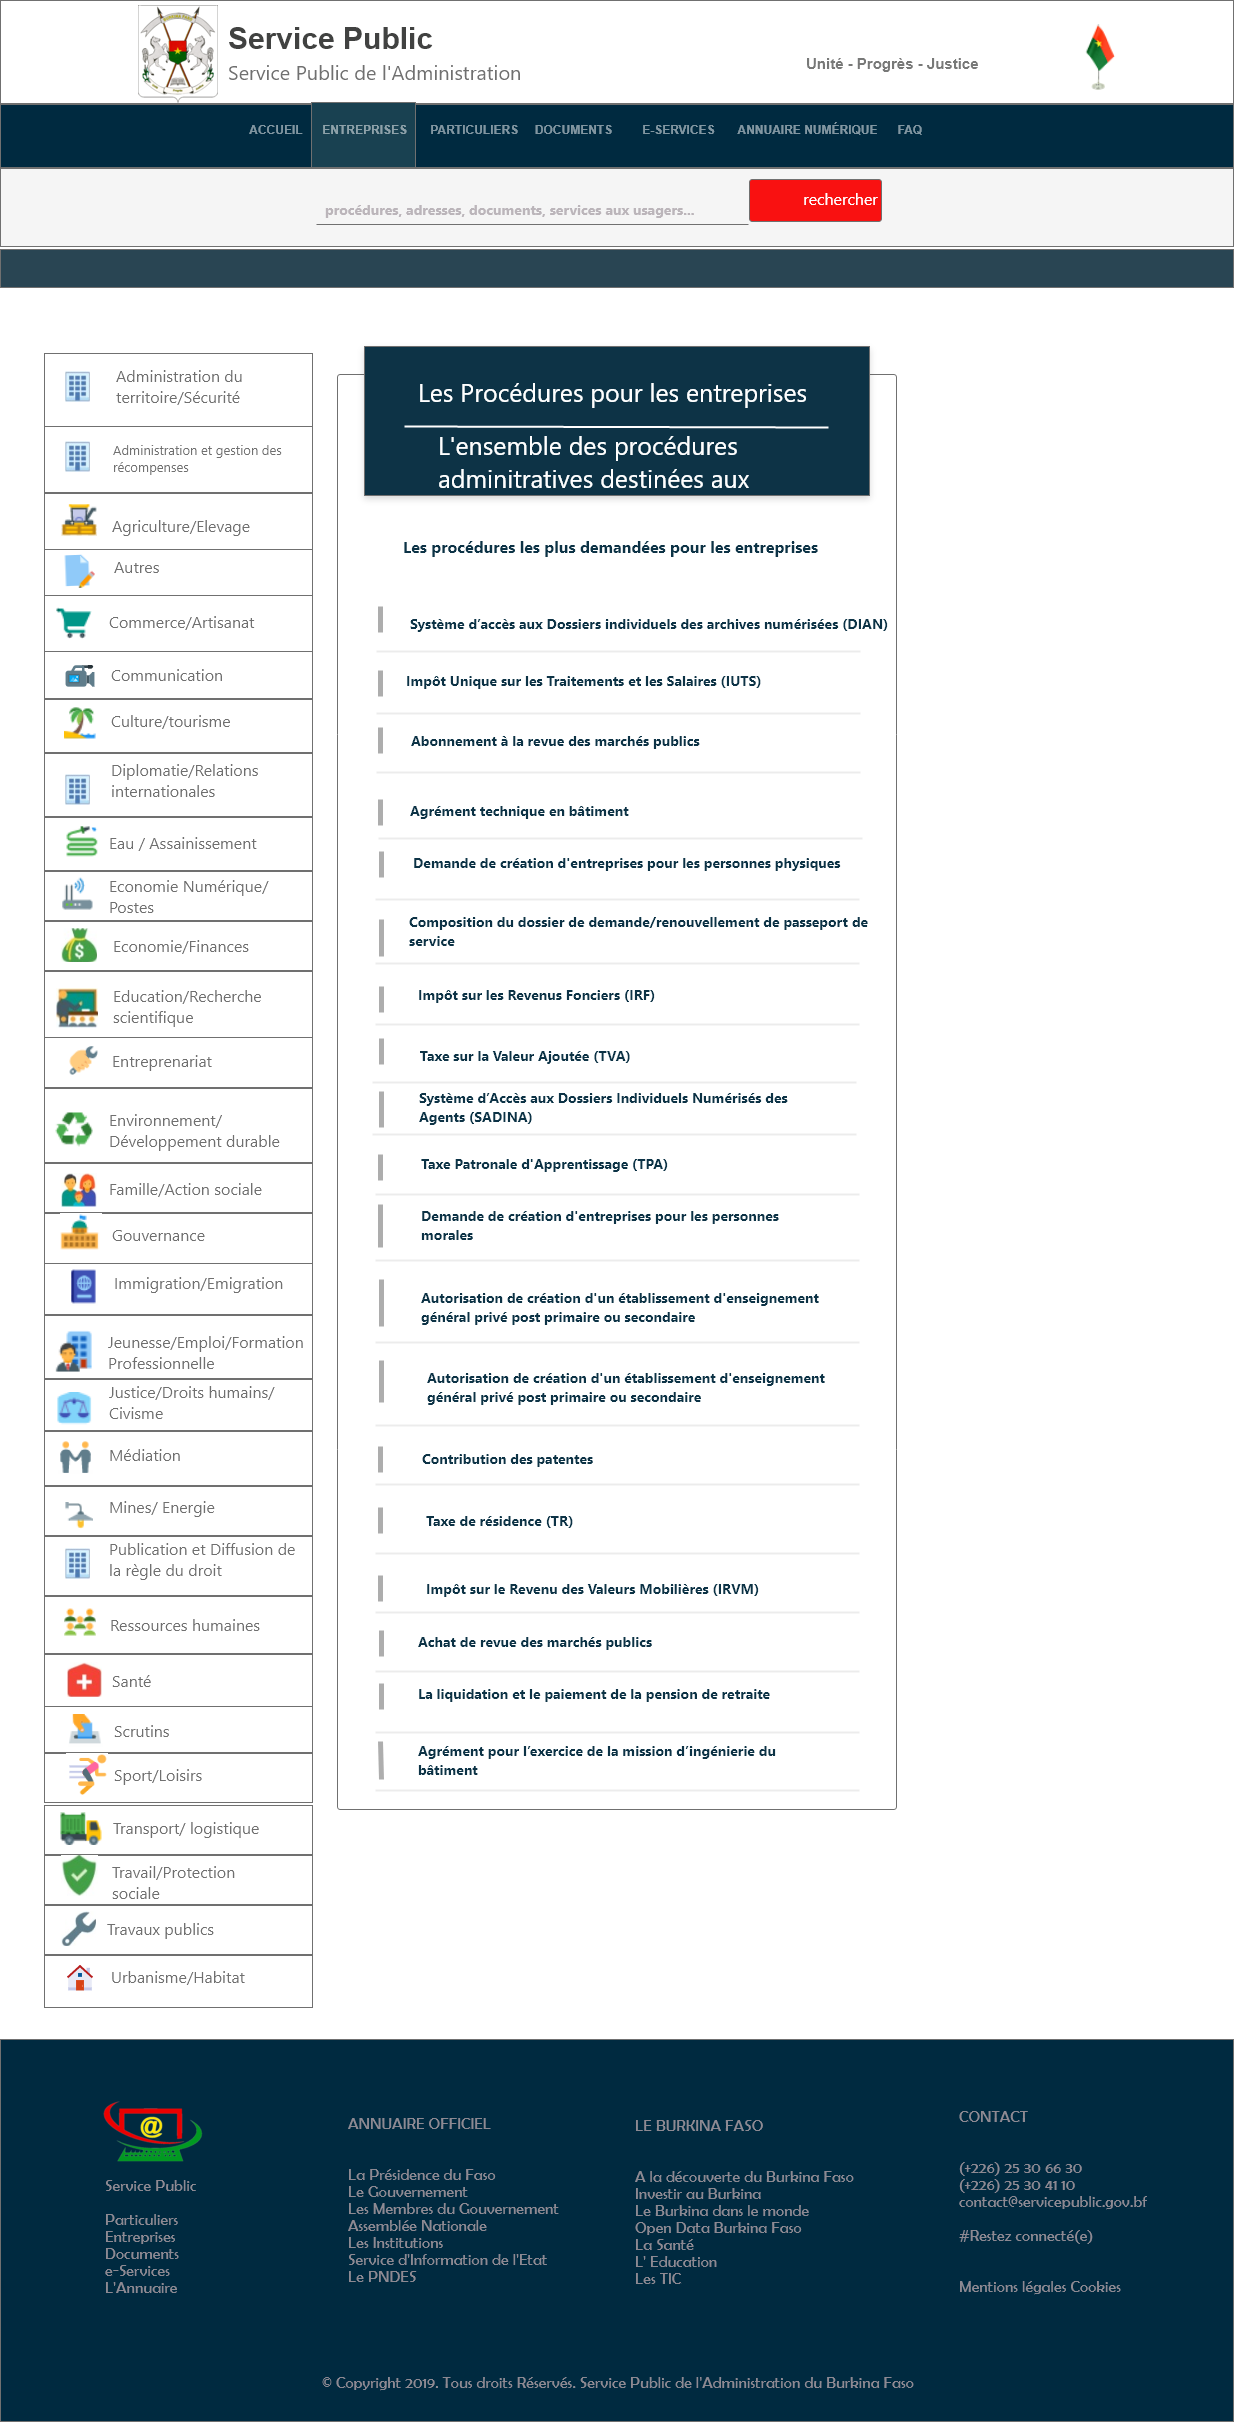 Service Public
Service Public de l'Administration
Unité - Progrès - Justice
ACCUEIL ENTREPRISES PARTICULIERS DOCUMENTS E-SERVICES ANNUAIRE NUMÉRIQUE FAQ
procédures, adresses, documents, services aux usagers...
rechercher
Administration du
territoire/Sécurité
Administration et gestion des
récompenses
Agriculture/Elevage
Autres
Commerce/Artisanat
Communication
Culture/tourisme
Diplomatie/Relations
internationales
Eau / Assainissement
Economie Numérique/
Postes
Economie/Finances
Education/Recherche
scientifique
Entreprenariat
Environnement/
Développement durable
Famille/Action sociale
Gouvernance
Immigration/Emigration
Jeunesse/Emploi/Formation
Professionnelle
Justice/Droits humains/
Civisme
Médiation
Mines/ Energie
Publication et Diffusion de
la règle du droit
Ressources humaines
Santé
Scrutins
Sport/Loisirs
Transport/ logistique
Travail/Protection
sociale
Travaux publics
Urbanisme/Habitat
Les Procédures pour les entreprises
L'ensemble des procédures
adminitratives destinées aux
Les procédures les plus demandées pour les entreprises
Système d’accès aux Dossiers individuels des archives numérisées (DIAN)
Impôt Unique sur les Traitements et les Salaires (IUTS)
Abonnement à la revue des marchés publics
Agrément technique en bâtiment
Demande de création d'entreprises pour les personnes physiques
Composition du dossier de demande/renouvellement de passeport de
service
Impôt sur les Revenus Fonciers (IRF)
Taxe sur la Valeur Ajoutée (TVA)
Système d’Accès aux Dossiers Individuels Numérisés des
Agents (SADINA)
Taxe Patronale d'Apprentissage (TPA)
Demande de création d'entreprises pour les personnes
morales
Autorisation de création d'un établissement d'enseignement
général privé post primaire ou secondaire
Autorisation de création d'un établissement d'enseignement
général privé post primaire ou secondaire
Contribution des patentes
Taxe de résidence (TR)
Impôt sur le Revenu des Valeurs Mobilières (IRVM)
Achat de revue des marchés publics
La liquidation et le paiement de la pension de retraite
Agrément pour l’exercice de la mission d’ingénierie du
bâtiment
@
Service Public
Particuliers
Entreprises
Documents
e-Services
L'Annuaire
ANNUAIRE OFFICIEL
La Présidence du Faso
Le Gouvernement
Les Membres du Gouvernement
Assemblée Nationale
Les Institutions
Service d'Information de l'Etat
Le PNDES
LE BURKINA FASO
A la découverte du Burkina Faso
Investir au Burkina
Le Burkina dans le monde
Open Data Burkina Faso
La Santé
L' Education
Les TIC
CONTACT
(+226) 25 30 66 30
(+226) 25 30 41 10
contact@servicepublic.gov.bf
#Restez connecté(e)
Mentions légales Cookies
© Copyright 2019. Tous droits Réservés. Service Public de l'Administration du Burkina Faso